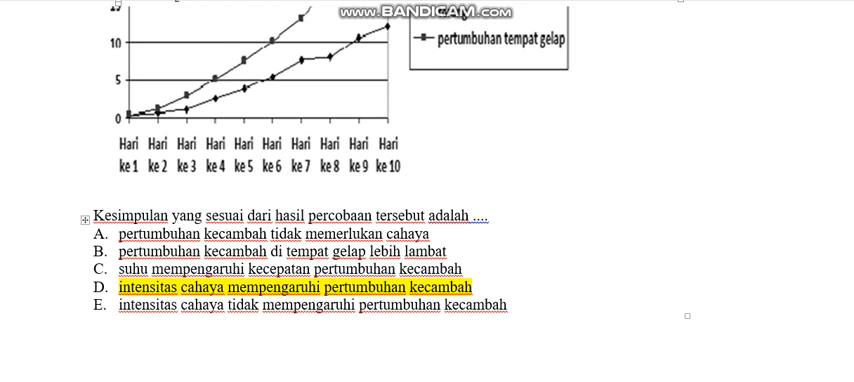 www.BANDICAM.com
10
pertumbuhan tempat gelap
5
0
Hari Hari Hari Hari Hari Hari Hari Hari Hari Hari
ke 1 ke 2 ke 3 ke 4 ke 5 ke 6 ke 7 ke 8 ke 9 ke 10
Kesimpulan yang sesuai dari hasil percobaan tersebut adalah ....
A. pertumbuhan kecambah tidak memerlukan cahaya
B. pertumbuhan kecambah di tempat gelap lebih lambat
C. suhu mempengaruhi kecepatan pertumbuhan kecambah
D. intensitas cahaya mempengaruhi pertumbuhan kecambah
E. intensitas cahaya tidak mempengaruhi pertumbuhan kecambah